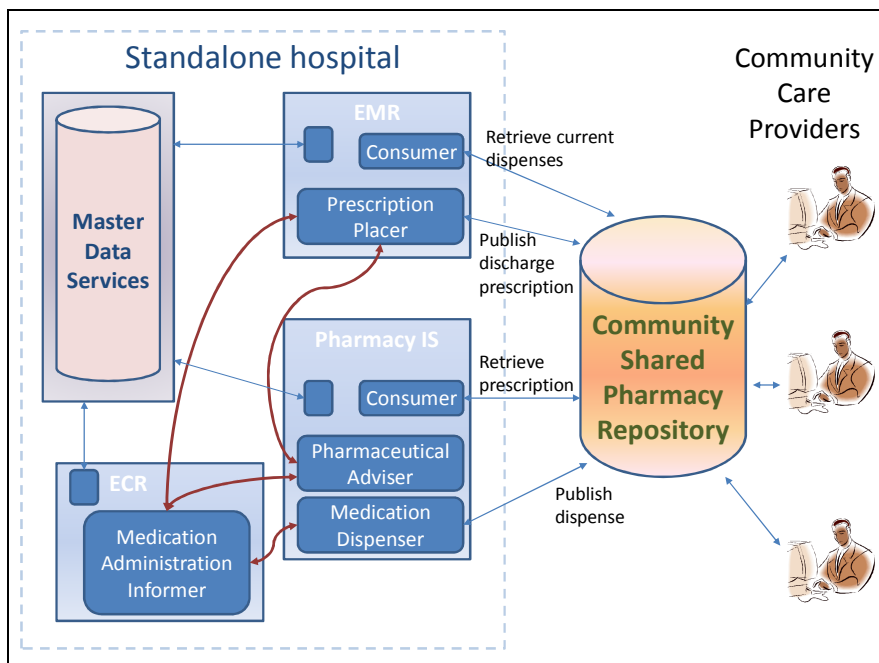 Standalone hospital
Community
Care
Providers
EMR
Consumer
Retrieve current
dispenses
Prescription
Placer
Publish
discharge
prescription
Master
Data
Services
Community
Shared
Pharmacy
Repository
Pharmacy IS
Consumer
Retrieve
prescription
Pharmaceutical
Adviser
Medication
Dispenser
Publish
dispense
ECR
Medication
Administration
Informer